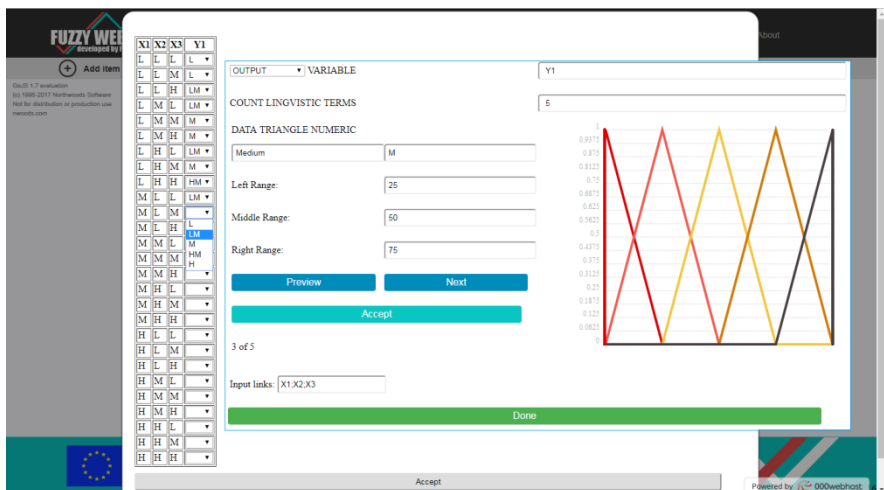 FUZZY WEB
developed by
About
Add item
GoJS 1.7 evaluation
(c) 1998-2017 Northwoods Software
Not for distribution or production use
nwoods.com
X1 X2 X3 Y1
L L L L
L L M L
L L H LM
L M L LM
L M M M
L M H M
L H L LM
L H M M
L H H HM
M L L LM
M L M
M L H
M M L
M M M
M M H
M H L
M H M
M H H
H L L
H L M
H L H
H M L
H M M
H M H
H H L
H H M
H H H
L
LM
M
HM
H
OUTPUT VARIABLE
Y1
COUNT LINGVISTIC TERMS
5
DATA TRIANGLE NUMERIC
Medium
M
Left Range:
25
Middle Range:
50
Right Range:
75
Preview
Next
Accept
3 of 5
Input links: X1;X2;X3
Done
1
0.9375
0.875
0.8125
0.75
0.6875
0.625
0.5625
0.5
0.4375
0.375
0.3125
0.25
0.1875
0.125
0.0625
0
Accept
Powered by 000webhost